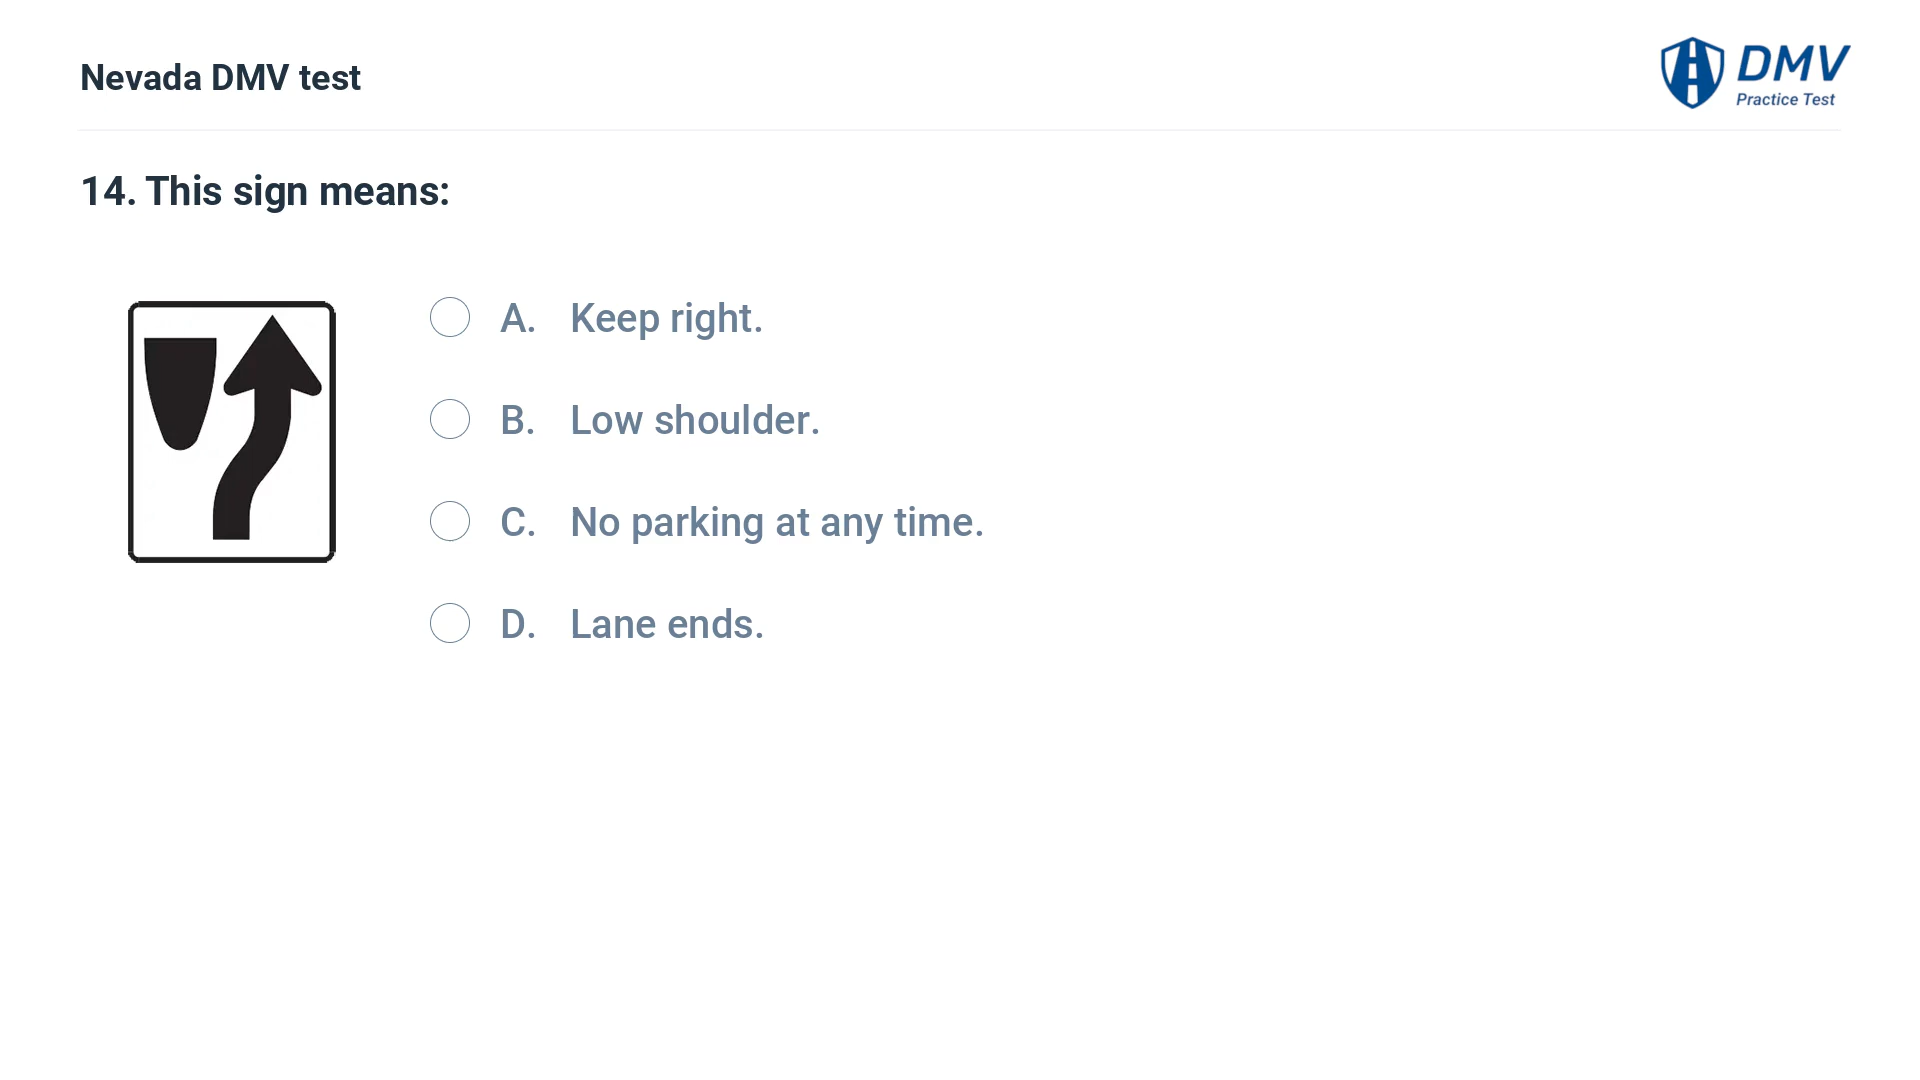 Nevada DMV test
DMV
Practice Test
14. This sign means:
A. Keep right.
B. Low shoulder.
C. No parking at any time.
D. Lane ends.